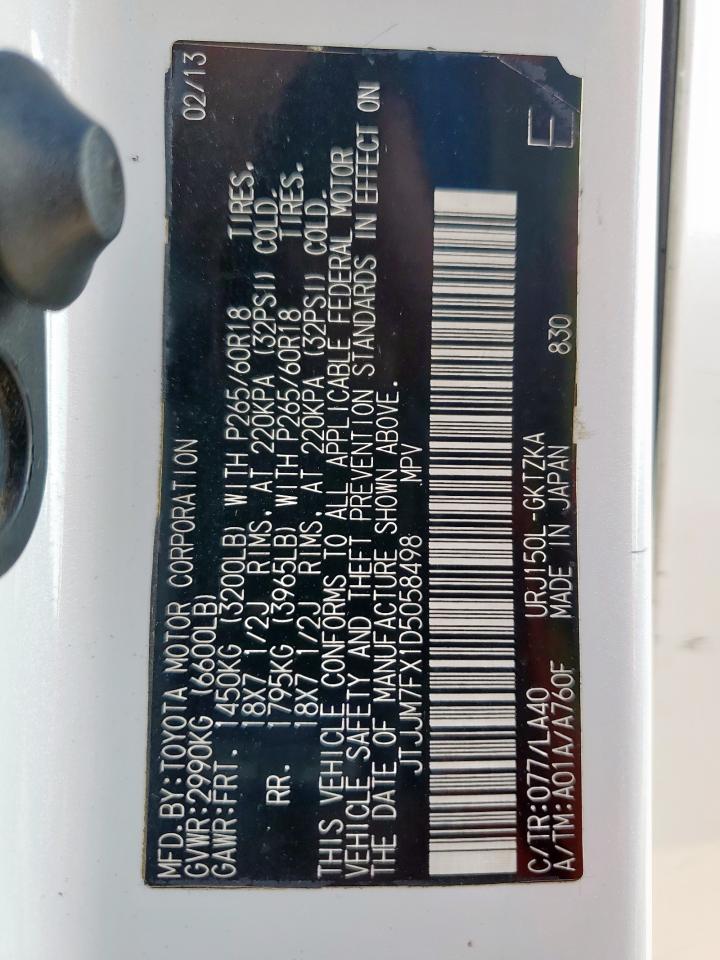 MFD.BY:TOYOTA MOTOR CORPORATION 02/13
GVWR:2990KG (6600LB)
GAWR:FRT. 1450KG (3200LB) WITH P265/60R18 TIRES,
18X7 1/2J RIMS, AT 220KPA (32PSI) COLD.
RR. 1795KG (3965LB) WITH P265/60R18 TIRES,
18X7 1/2J RIMS, AT 220KPA (32PSI) COLD.
THIS VEHICLE CONFORMS TO ALL APPLICABLE FEDERAL MOTOR
VEHICLE SAFETY AND THEFT PREVENTION STANDARDS IN EFFECT ON
THE DATE OF MANUFACTURE SHOWN ABOVE.
JTJJM7FX1D5058498 MPV
C/TR:077/LA40 URJ150L-GKTZKA
A/TM:A01A/A760F MADE IN JAPAN 830
E